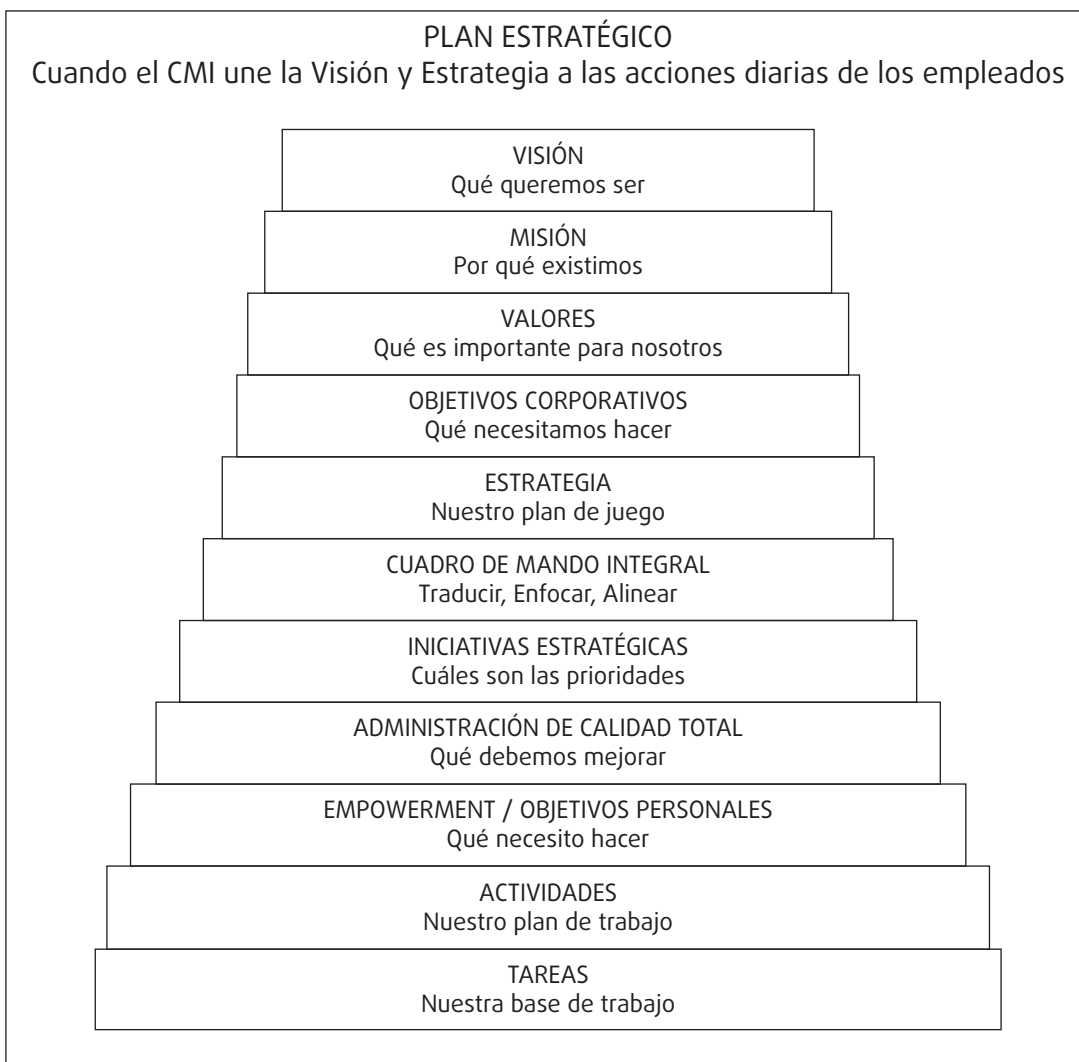 PLAN ESTRATÉGICO
Cuando el CMI une la Visión y Estrategia a las acciones diarias de los empleados
VISIÓN
Qué queremos ser
MISIÓN
Por qué existimos
VALORES
Qué es importante para nosotros
OBJETIVOS CORPORATIVOS
Qué necesitamos hacer
ESTRATEGIA
Nuestro plan de juego
CUADRO DE MANDO INTEGRAL
Traducir, Enfocar, Alinear
INICIATIVAS ESTRATÉGICAS
Cuáles son las prioridades
ADMINISTRACIÓN DE CALIDAD TOTAL
Qué debemos mejorar
EMPOWERMENT / OBJETIVOS PERSONALES
Qué necesito hacer
ACTIVIDADES
Nuestro plan de trabajo
TAREAS
Nuestra base de trabajo